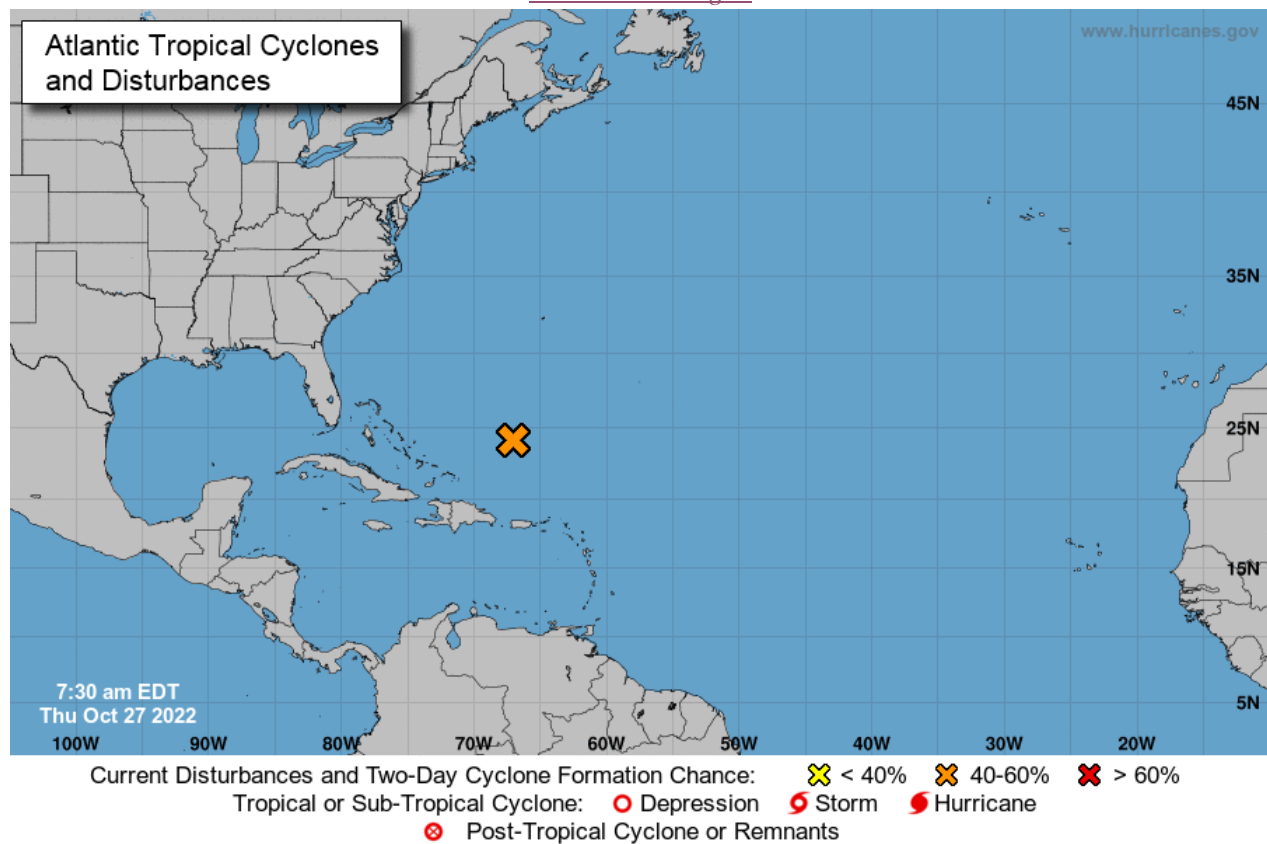 Atlantic Tropical Cyclones
and Disturbances
www.hurricanes.gov
45N
35N
25N
15N
5N
7:30 am EDT
Thu Oct 27 2022
100W 90W 80W 70W 60W 50W 40W 30W 20W
Current Disturbances and Two-Day Cyclone Formation Chance: < 40% 40-60% > 60%
Tropical or Sub-Tropical Cyclone: Depression Storm Hurricane
Post-Tropical Cyclone or Remnants